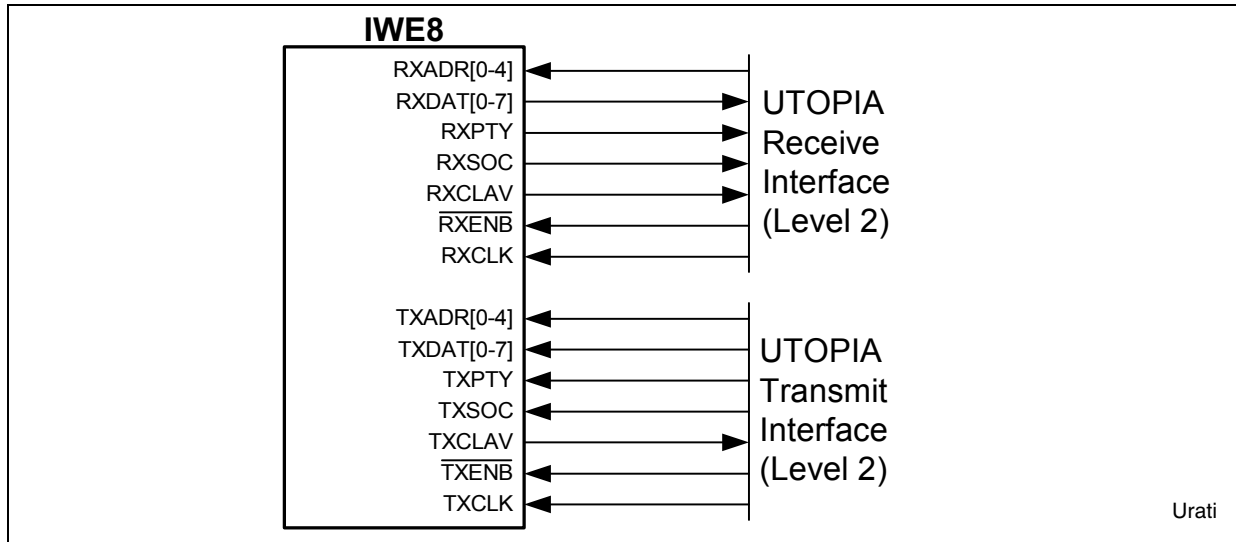 IWE8
RXADR[0-4]
RXDAT[0-7]
RXPTY
RXSOC
RXCLAV
RXENB
RXCLK
UTOPIA
Receive
Interface
(Level 2)
TXADR[0-4]
TXDAT[0-7]
TXPTY
TXSOC
TXCLAV
TXENB
TXCLK
UTOPIA
Transmit
Interface
(Level 2)
Urati